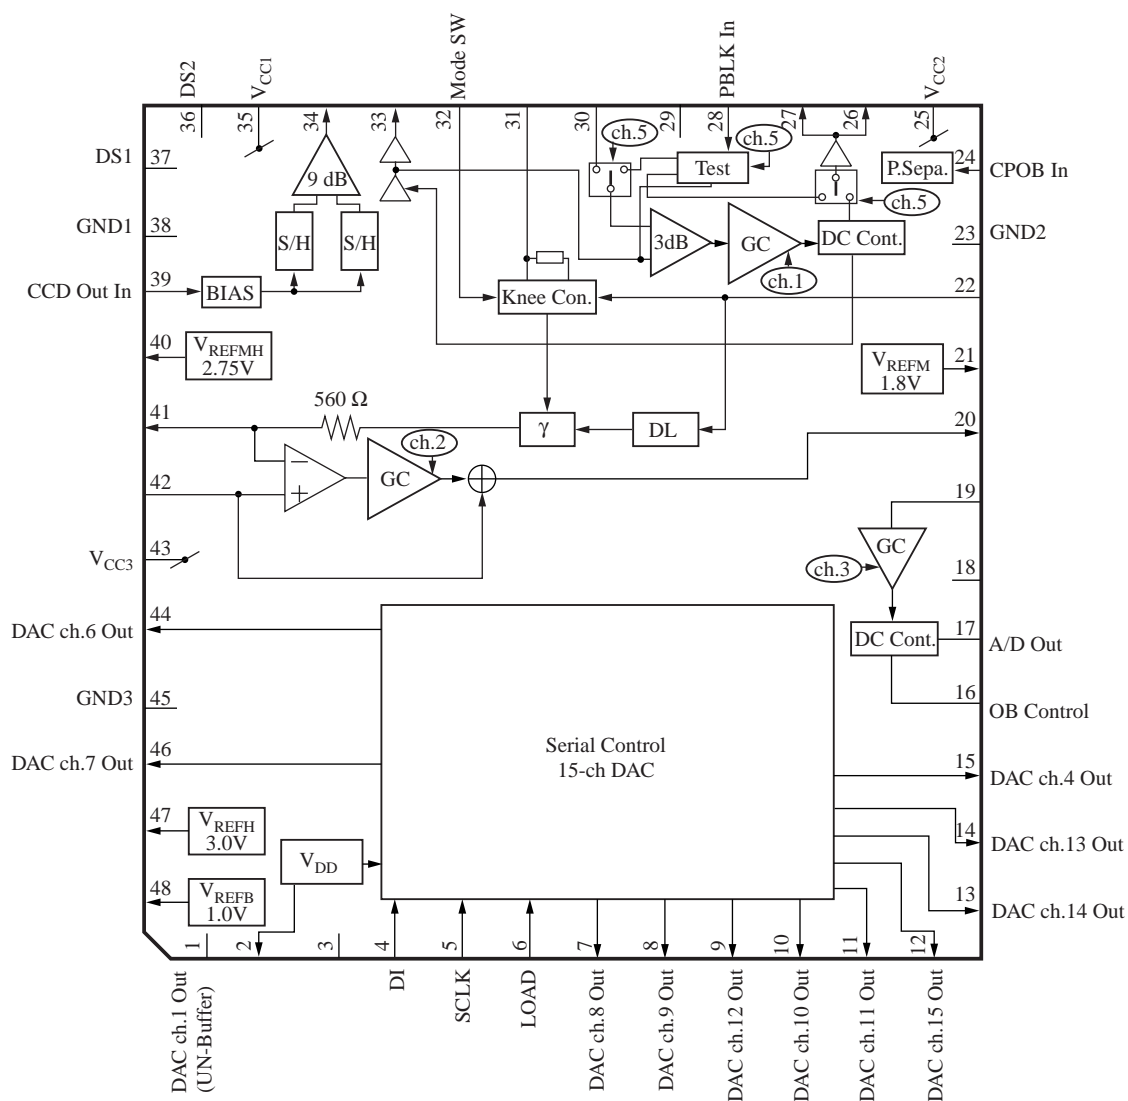 DS2
V_CC1
Mode SW
PBLK In
V_CC2
36
35
34
33
32
31
30
29
28
27
26
25
DS1
37
ch.5
ch.5
9 dB
Test
P.Sepa.
24
CPOB In
ch.5
GND1
38
S/H
S/H
3dB
GC
DC Cont.
23
GND2
39
CCD Out In
BIAS
ch.1
Knee Con.
22
40
V_REFMH
2.75V
V_REFM
1.8V
21
41
560 Ω
γ
DL
20
ch.2
−
+
GC
42
19
43
V_CC3
GC
ch.3
18
44
DAC ch.6 Out
DC Cont.
17
A/D Out
GND3
45
16
OB Control
46
DAC ch.7 Out
Serial Control
15-ch DAC
15
DAC ch.4 Out
47
V_REFH
3.0V
14
DAC ch.13 Out
V_DD
48
V_REFB
1.0V
13
DAC ch.14 Out
1
2
3
4
5
6
7
8
9
10
11
12
DAC ch.1 Out
(UN-Buffer)
DI
SCLK
LOAD
DAC ch.8 Out
DAC ch.9 Out
DAC ch.12 Out
DAC ch.10 Out
DAC ch.11 Out
DAC ch.15 Out